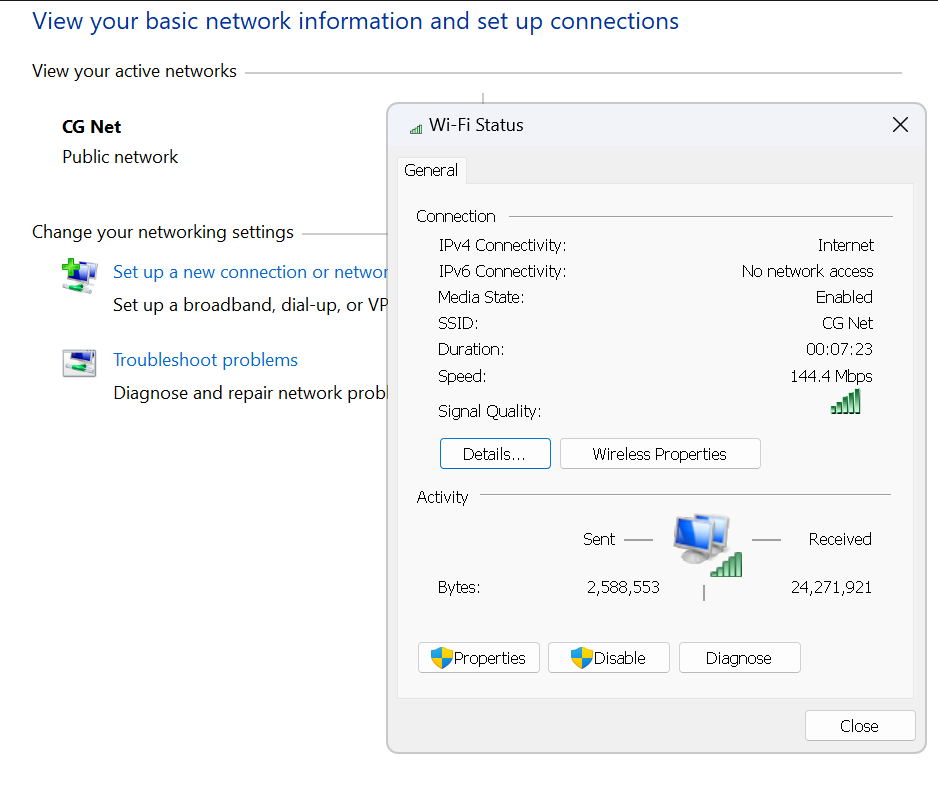 View your basic network information and set up connections
View your active networks
CG Net
Public network
Change your networking settings
Set up a new connection or networ
Set up a broadband, dial-up, or VP
Troubleshoot problems
Diagnose and repair network prob
Wi-Fi Status
General
Connection
IPv4 Connectivity: Internet
IPv6 Connectivity: No network access
Media State: Enabled
SSID: CG Net
Duration: 00:07:23
Speed: 144.4 Mbps
Signal Quality:
Details... Wireless Properties
Activity
Sent Received
Bytes: 2,588,553 24,271,921
Properties Disable Diagnose
Close